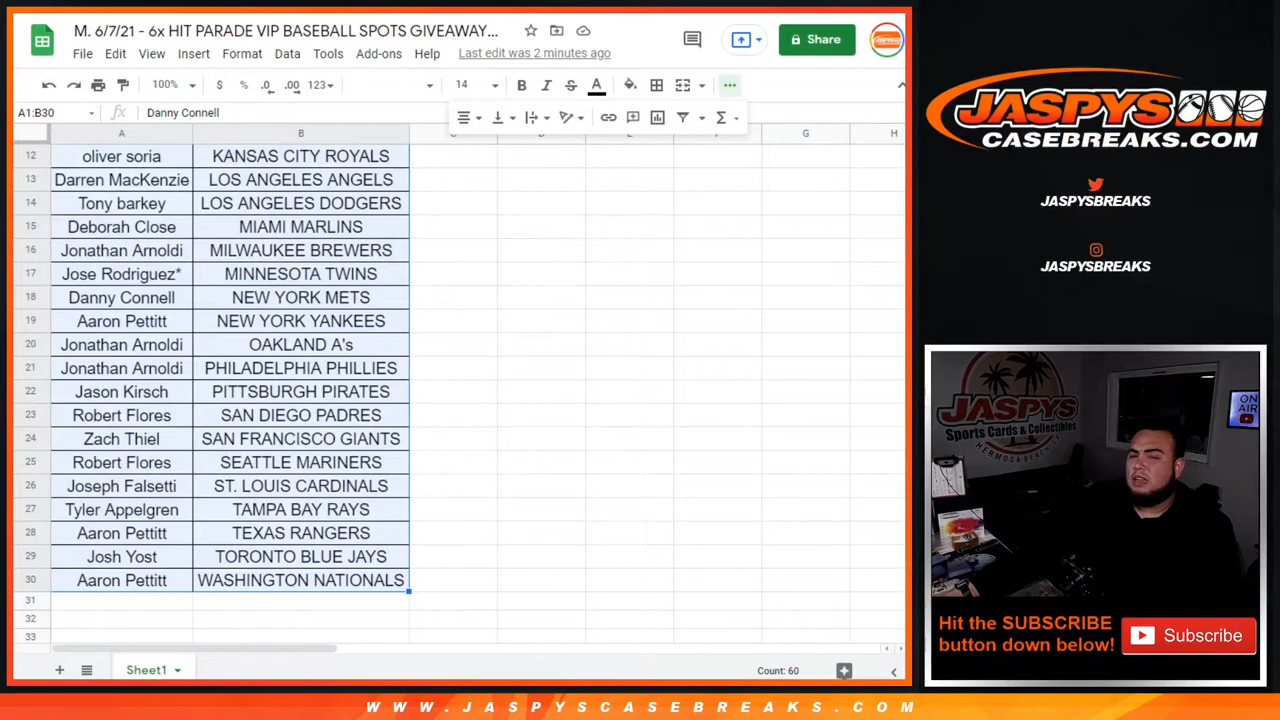 M. 6/7/21 - 6x HIT PARADE VIP BASEBALL SPOTS GIVEAWAY...
File Edit View Insert Format Data Tools Add-ons Help Last edit was 2 minutes ago
Share
100% $ % .0 .00 123 14 B I S A
A1:B30 fx Danny Connell
A B G H
12 oliver soria KANSAS CITY ROYALS
13 Darren MacKenzie LOS ANGELES ANGELS
14 Tony barkey LOS ANGELES DODGERS
15 Deborah Close MIAMI MARLINS
16 Jonathan Arnoldi MILWAUKEE BREWERS
17 Jose Rodriguez* MINNESOTA TWINS
18 Danny Connell NEW YORK METS
19 Aaron Pettitt NEW YORK YANKEES
20 Jonathan Arnoldi OAKLAND A's
21 Jonathan Arnoldi PHILADELPHIA PHILLIES
22 Jason Kirsch PITTSBURGH PIRATES
23 Robert Flores SAN DIEGO PADRES
24 Zach Thiel SAN FRANCISCO GIANTS
25 Robert Flores SEATTLE MARINERS
26 Joseph Falsetti ST. LOUIS CARDINALS
27 Tyler Appelgren TAMPA BAY RAYS
28 Aaron Pettitt TEXAS RANGERS
29 Josh Yost TORONTO BLUE JAYS
30 Aaron Pettitt WASHINGTON NATIONALS
31
32
33
Sheet1 Count: 60
JASPYS
CASEBREAKS.COM
JASPYSBREAKS
JASPYSBREAKS
JASPYS
Sports Cards & Collectibles
HERMOSA BEACH, CA
ON
AIR
Hit the SUBSCRIBE
button down below!
Subscribe
WWW.JASPYSCASEBREAKS.COM